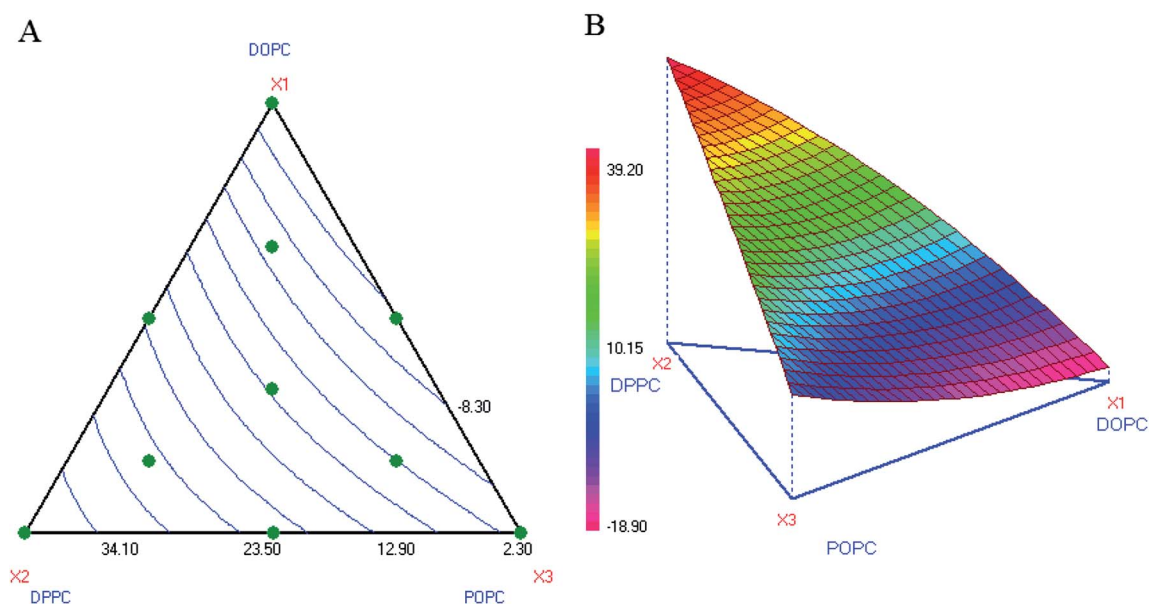 A
DOPC
X1
-8.30
34.10
23.50
12.90
2.30
X2
X3
DPPC
POPC
B
39.20
10.15
-18.90
X2
DPPC
X1
DOPC
X3
POPC